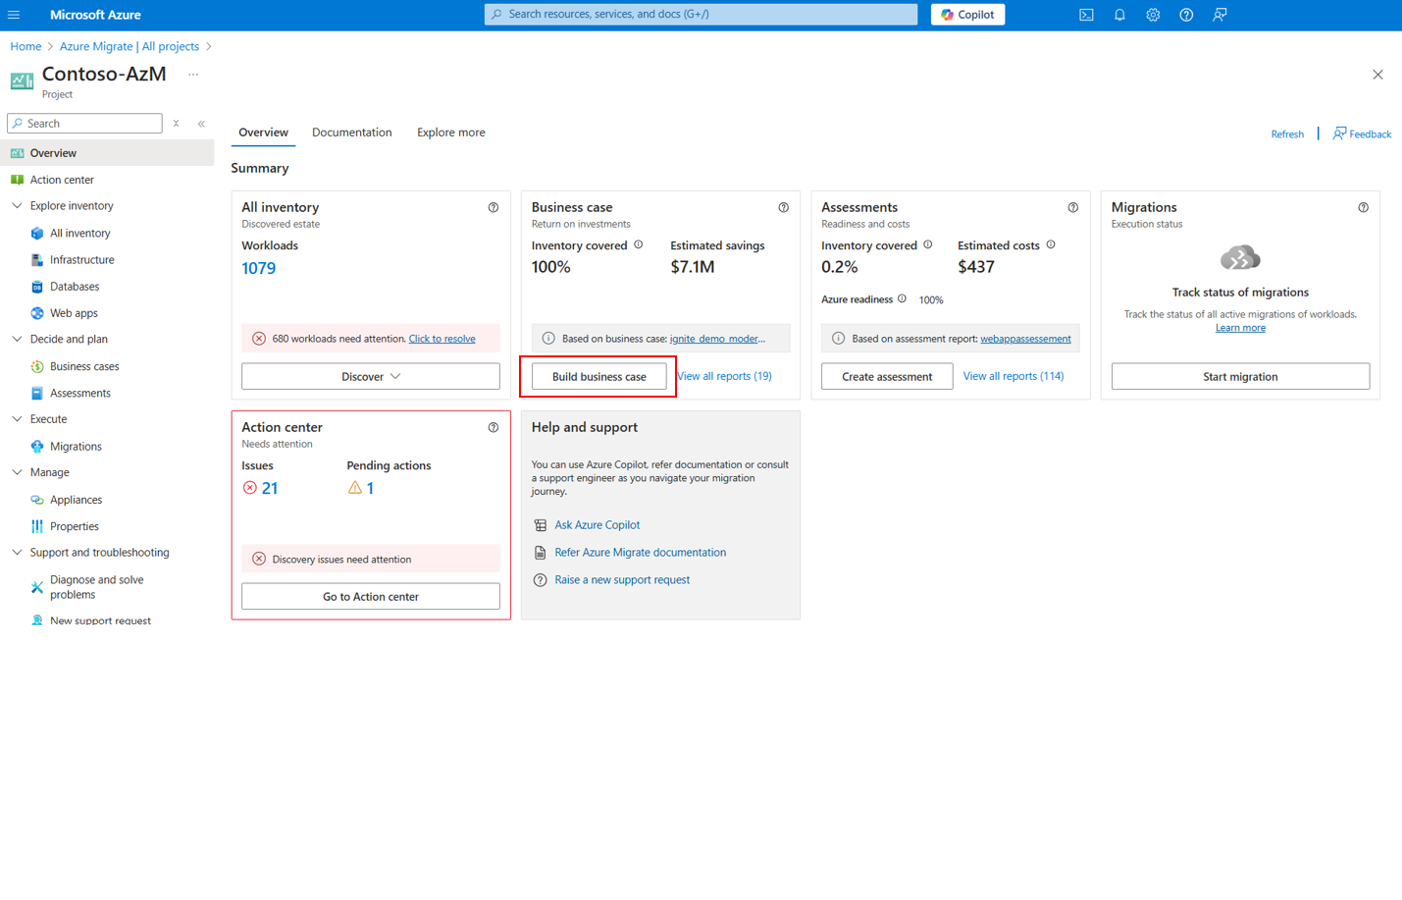 Microsoft Azure
Search resources, services, and docs (G+/)
Copilot
Home > Azure Migrate | All projects >
Contoso-AzM ...
Project
Search
Overview
Action center
Explore inventory
All inventory
Infrastructure
Databases
Web apps
Decide and plan
Business cases
Assessments
Execute
Migrations
Manage
Appliances
Properties
Support and troubleshooting
Diagnose and solve
problems
New support request
Overview Documentation Explore more
Refresh | Feedback
Summary
All inventory
Discovered estate
Workloads
1079
680 workloads need attention. Click to resolve
Discover
Business case
Return on investments
Inventory covered Estimated savings
100% $7.1M
Based on business case: ignite_demo_moder...
Build business case View all reports (19)
Assessments
Readiness and costs
Inventory covered Estimated costs
0.2% $437
Azure readiness 100%
Based on assessment report: webappassessement
Create assessment View all reports (114)
Migrations
Execution status
Track status of migrations
Track the status of all active migrations of workloads.
Learn more
Start migration
Action center
Needs attention
Issues Pending actions
21 1
Discovery issues need attention
Go to Action center
Help and support
You can use Azure Copilot, refer documentation or consult
a support engineer as you navigate your migration
journey.
Ask Azure Copilot
Refer Azure Migrate documentation
Raise a new support request